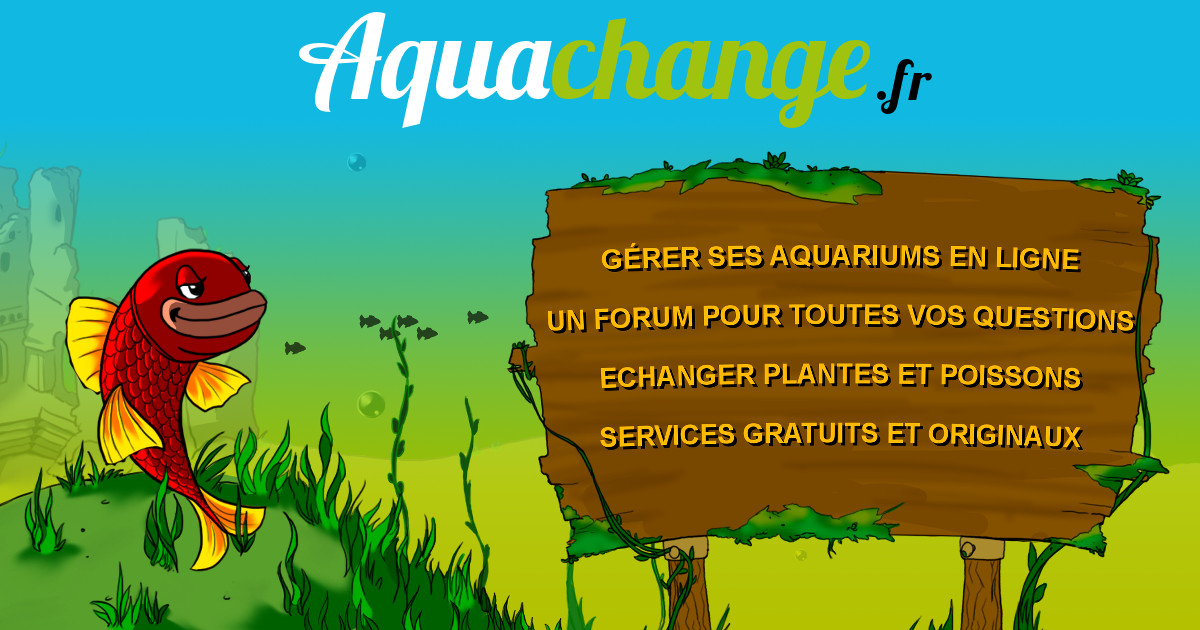 Aquachange.fr
GÉRER SES AQUARIUMS EN LIGNE
UN FORUM POUR TOUTES VOS QUESTIONS
ECHANGER PLANTES ET POISSONS
SERVICES GRATUITS ET ORIGINAUX